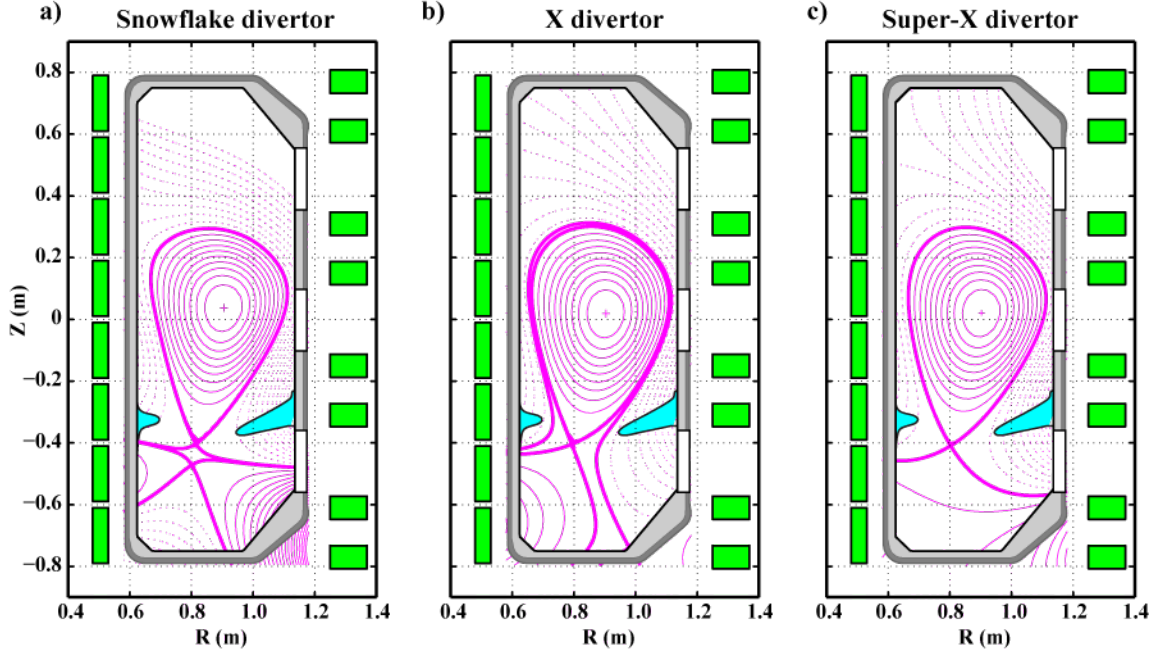 a) Snowflake divertor
b) X divertor
c) Super-X divertor
0.8
0.6
0.4
0.2
0
−0.2
−0.4
−0.6
−0.8
Z (m)
0.4 0.6 0.8 1.0 1.2 1.4
0.4 0.6 0.8 1.0 1.2 1.4
0.4 0.6 0.8 1.0 1.2 1.4
R (m)
R (m)
R (m)